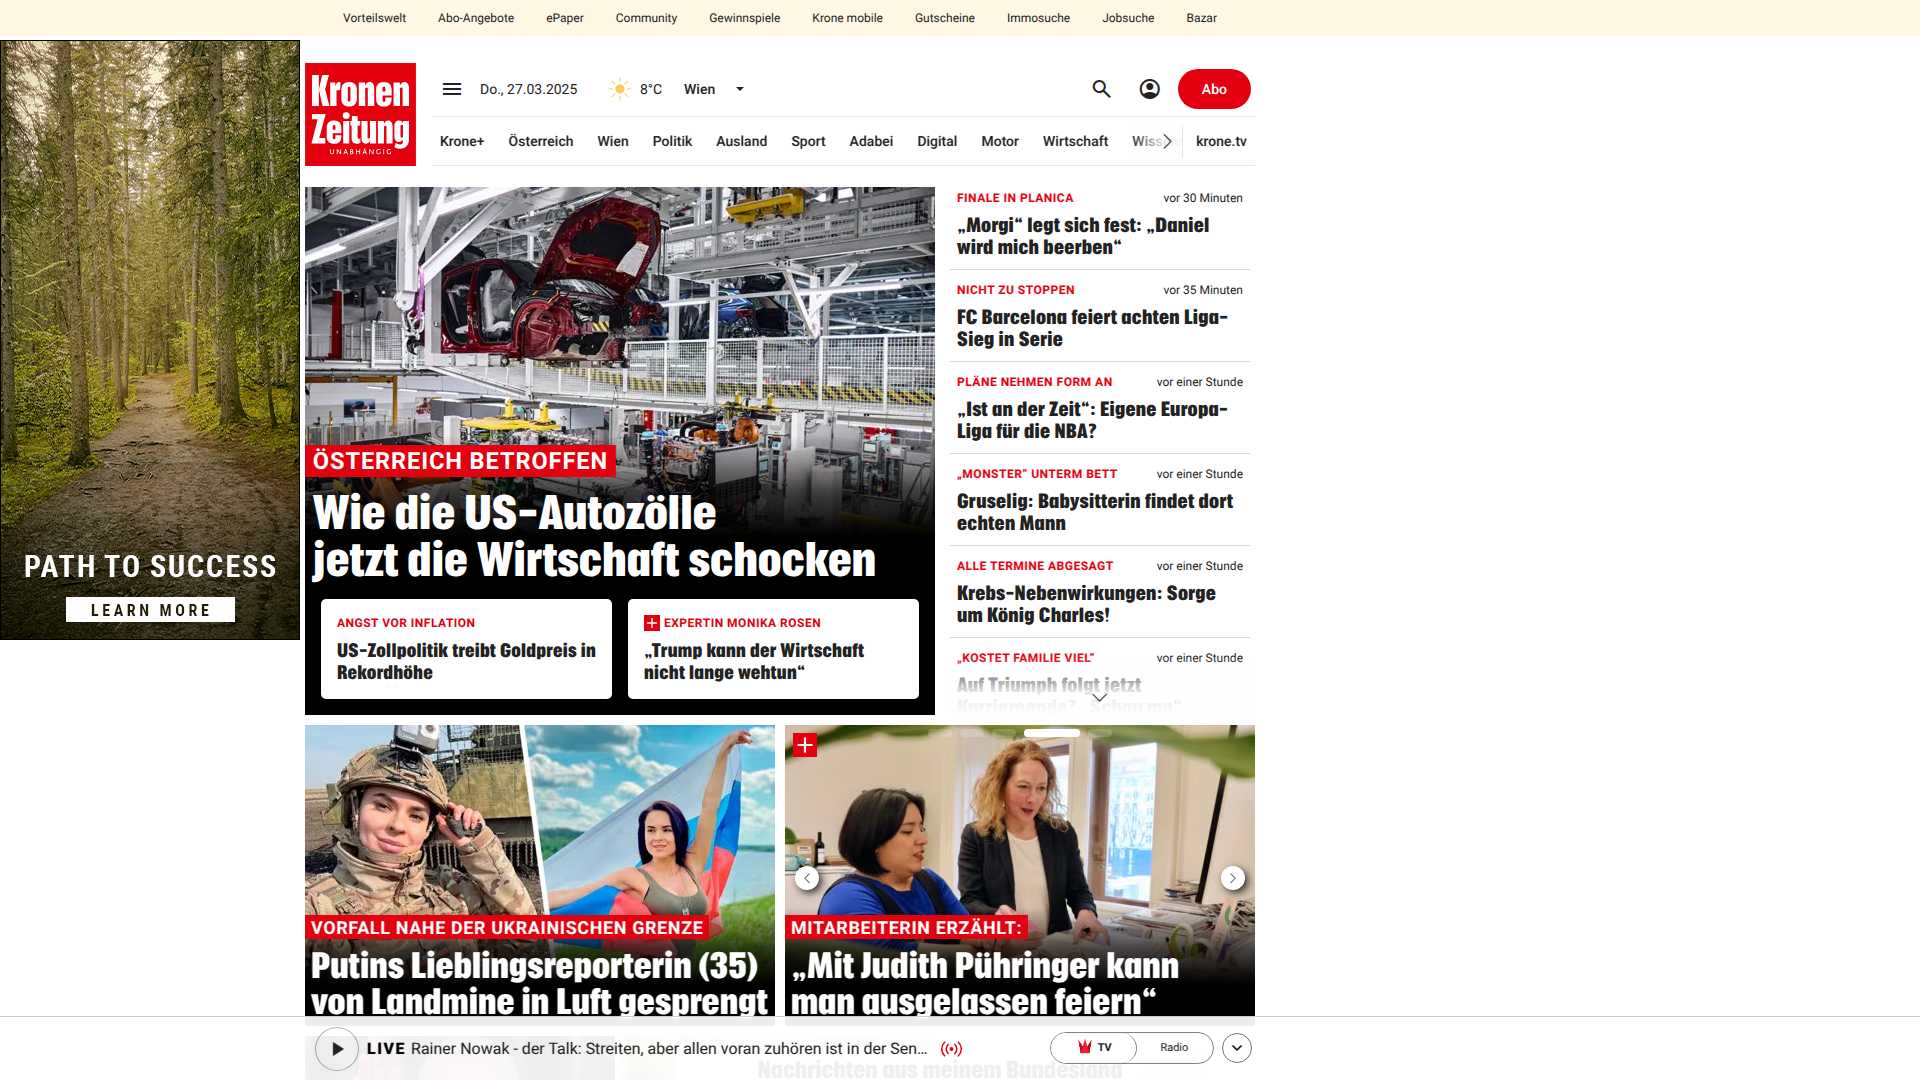 Vorteilswelt Abo-Angebote ePaper Community Gewinnspiele Krone mobile Gutscheine Immosuche Jobsuche Bazar
Kronen
Zeitung
UNABHÄNGIG
Do., 27.03.2025 8°C Wien
Abo
Krone+ Österreich Wien Politik Ausland Sport Adabei Digital Motor Wirtschaft Wiss krone.tv
PATH TO SUCCESS
LEARN MORE
ÖSTERREICH BETROFFEN
Wie die US-Autozölle
jetzt die Wirtschaft schocken
ANGST VOR INFLATION
US-Zollpolitik treibt Goldpreis in
Rekordhöhe
EXPERTIN MONIKA ROSEN
„Trump kann der Wirtschaft
nicht lange wehtun“
FINALE IN PLANICA vor 30 Minuten
„Morgi“ legt sich fest: „Daniel
wird mich beerben“
NICHT ZU STOPPEN vor 35 Minuten
FC Barcelona feiert achten Liga-
Sieg in Serie
PLÄNE NEHMEN FORM AN vor einer Stunde
„Ist an der Zeit“: Eigene Europa-
Liga für die NBA?
„MONSTER“ UNTERM BETT vor einer Stunde
Gruselig: Babysitterin findet dort
echten Mann
ALLE TERMINE ABGESAGT vor einer Stunde
Krebs-Nebenwirkungen: Sorge
um König Charles!
„KOSTET FAMILIE VIEL“ vor einer Stunde
Auf Triumph folgt jetzt
Karriereende? „Schau ma“
VORFALL NAHE DER UKRAINISCHEN GRENZE
Putins Lieblingsreporterin (35)
von Landmine in Luft gesprengt
MITARBEITERIN ERZÄHLT:
„Mit Judith Pühringer kann
man ausgelassen feiern“
LIVE Rainer Nowak - der Talk: Streiten, aber allen voran zuhören ist in der Sen...
TV Radio
Nachrichten aus meinem Bundesland